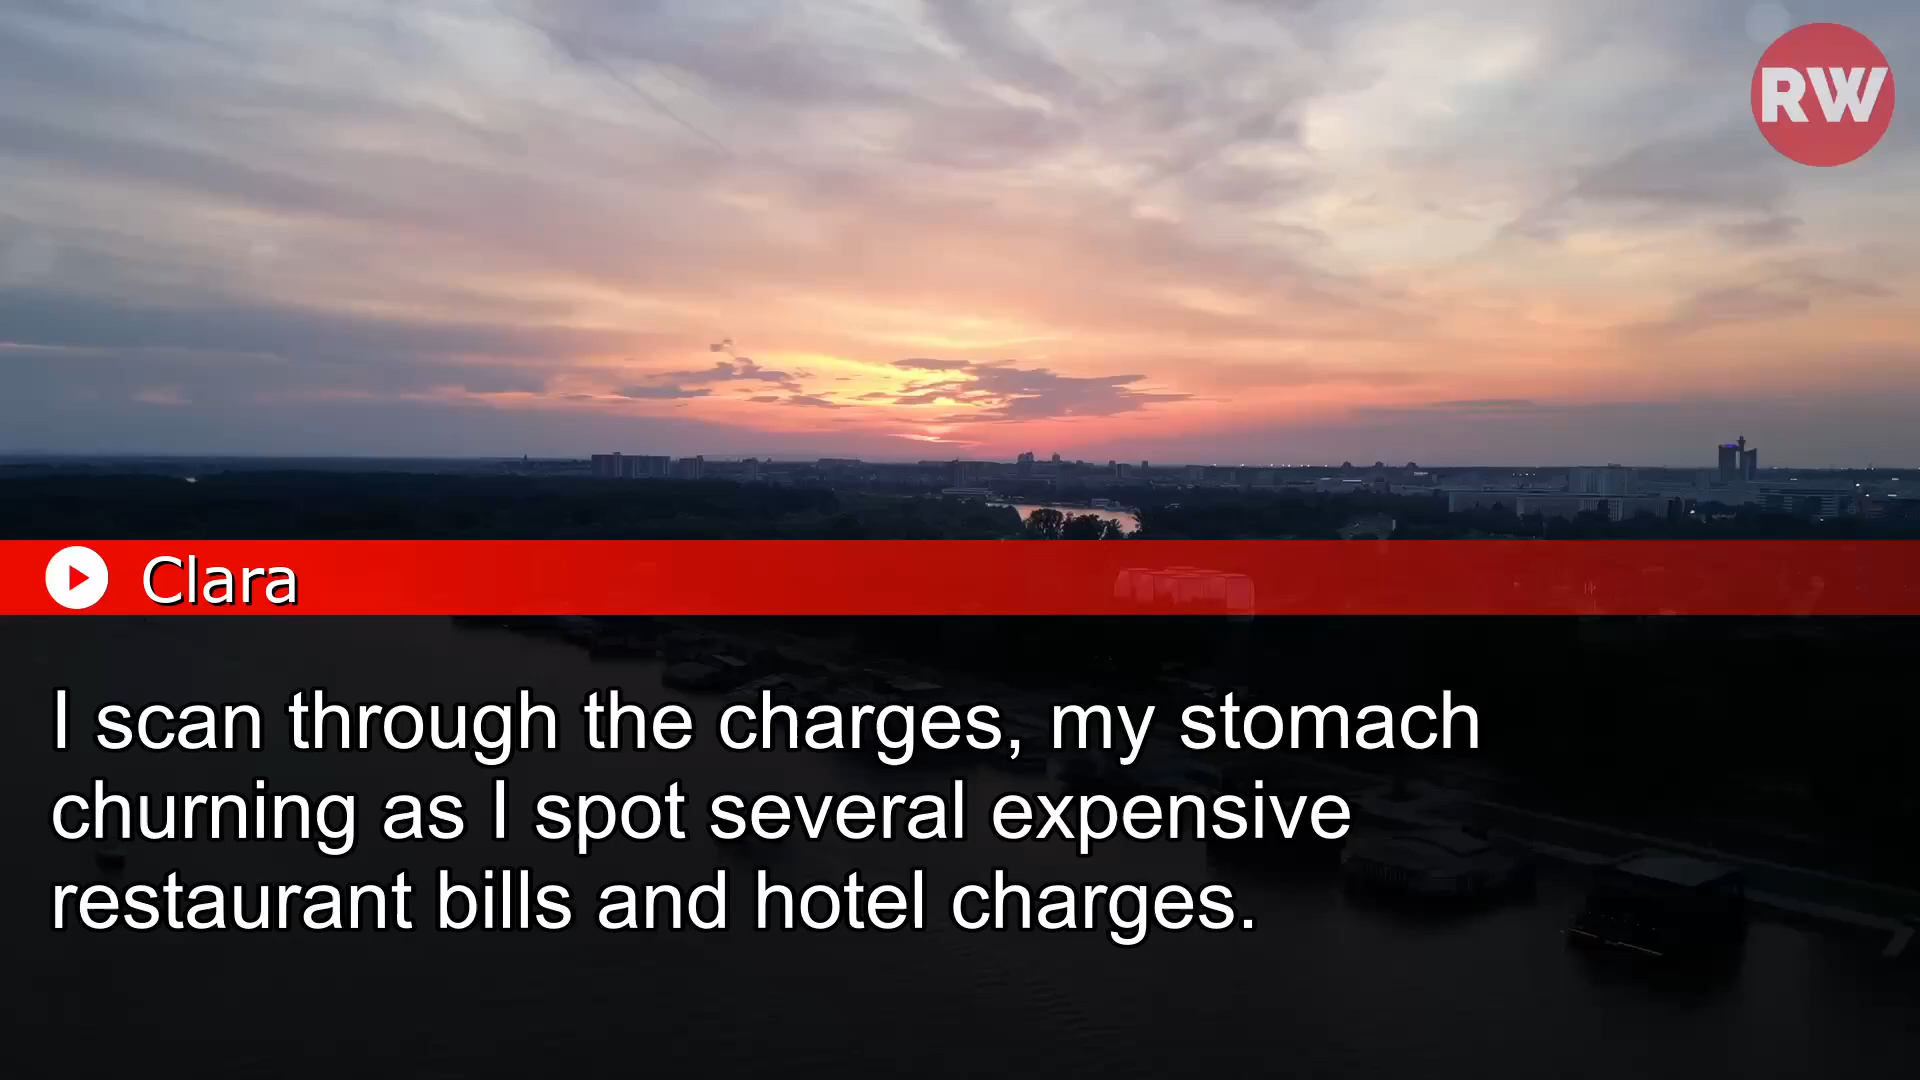 RW
Clara
I scan through the charges, my stomach
churning as I spot several expensive
restaurant bills and hotel charges.